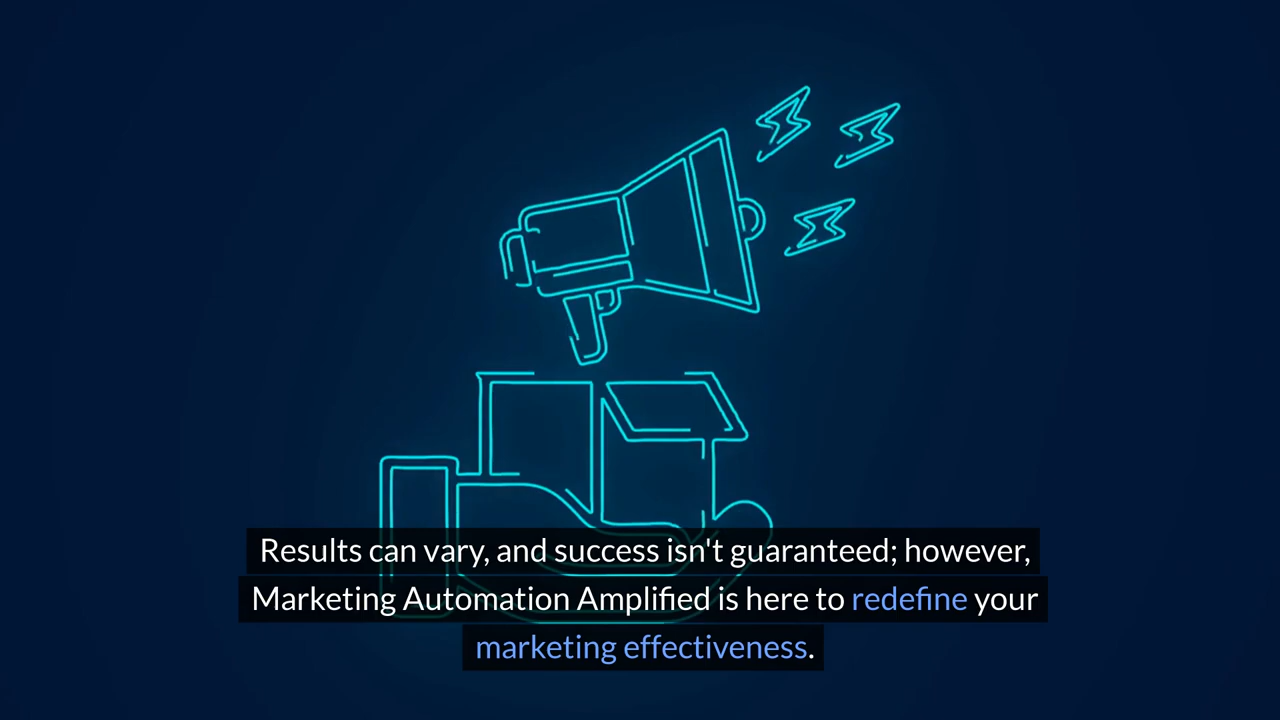 Results can vary, and success isn't guaranteed; however,
Marketing Automation Amplified is here to redefine your
marketing effectiveness.